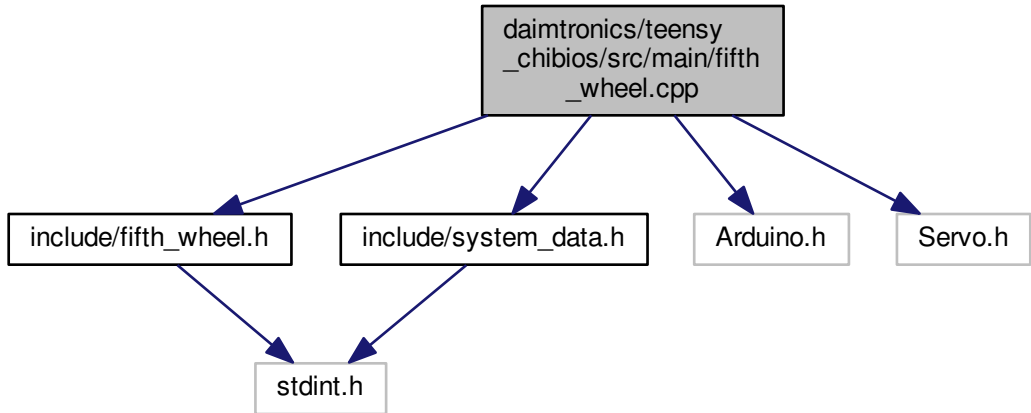 daimtronics/teensy
_chibios/src/main/fifth
_wheel.cpp
include/fifth_wheel.h
include/system_data.h
Arduino.h
Servo.h
stdint.h